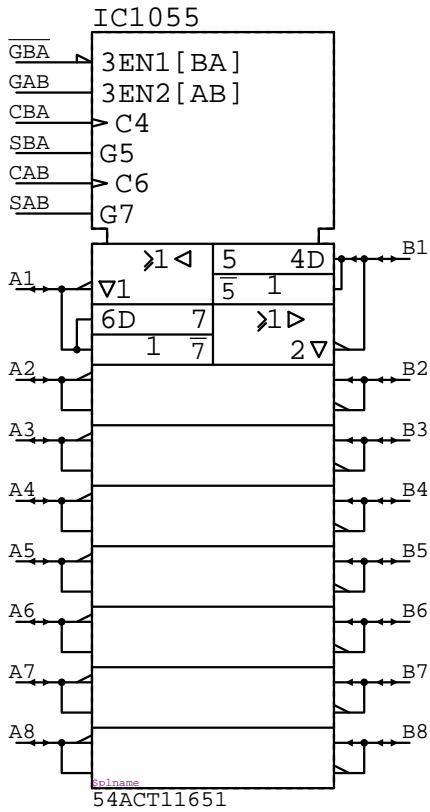 IC1055
GBA
3EN1[BA]
GAB
3EN2[AB]
CBA
C4
SBA
G5
CAB
C6
SAB
G7
≥1 5 4D B1
A1 1 5 1
6D 7 ≥1
1 7 2
A2 B2
A3 B3
A4 B4
A5 B5
A6 B6
A7 B7
A8 B8
$plname
54ACT11651